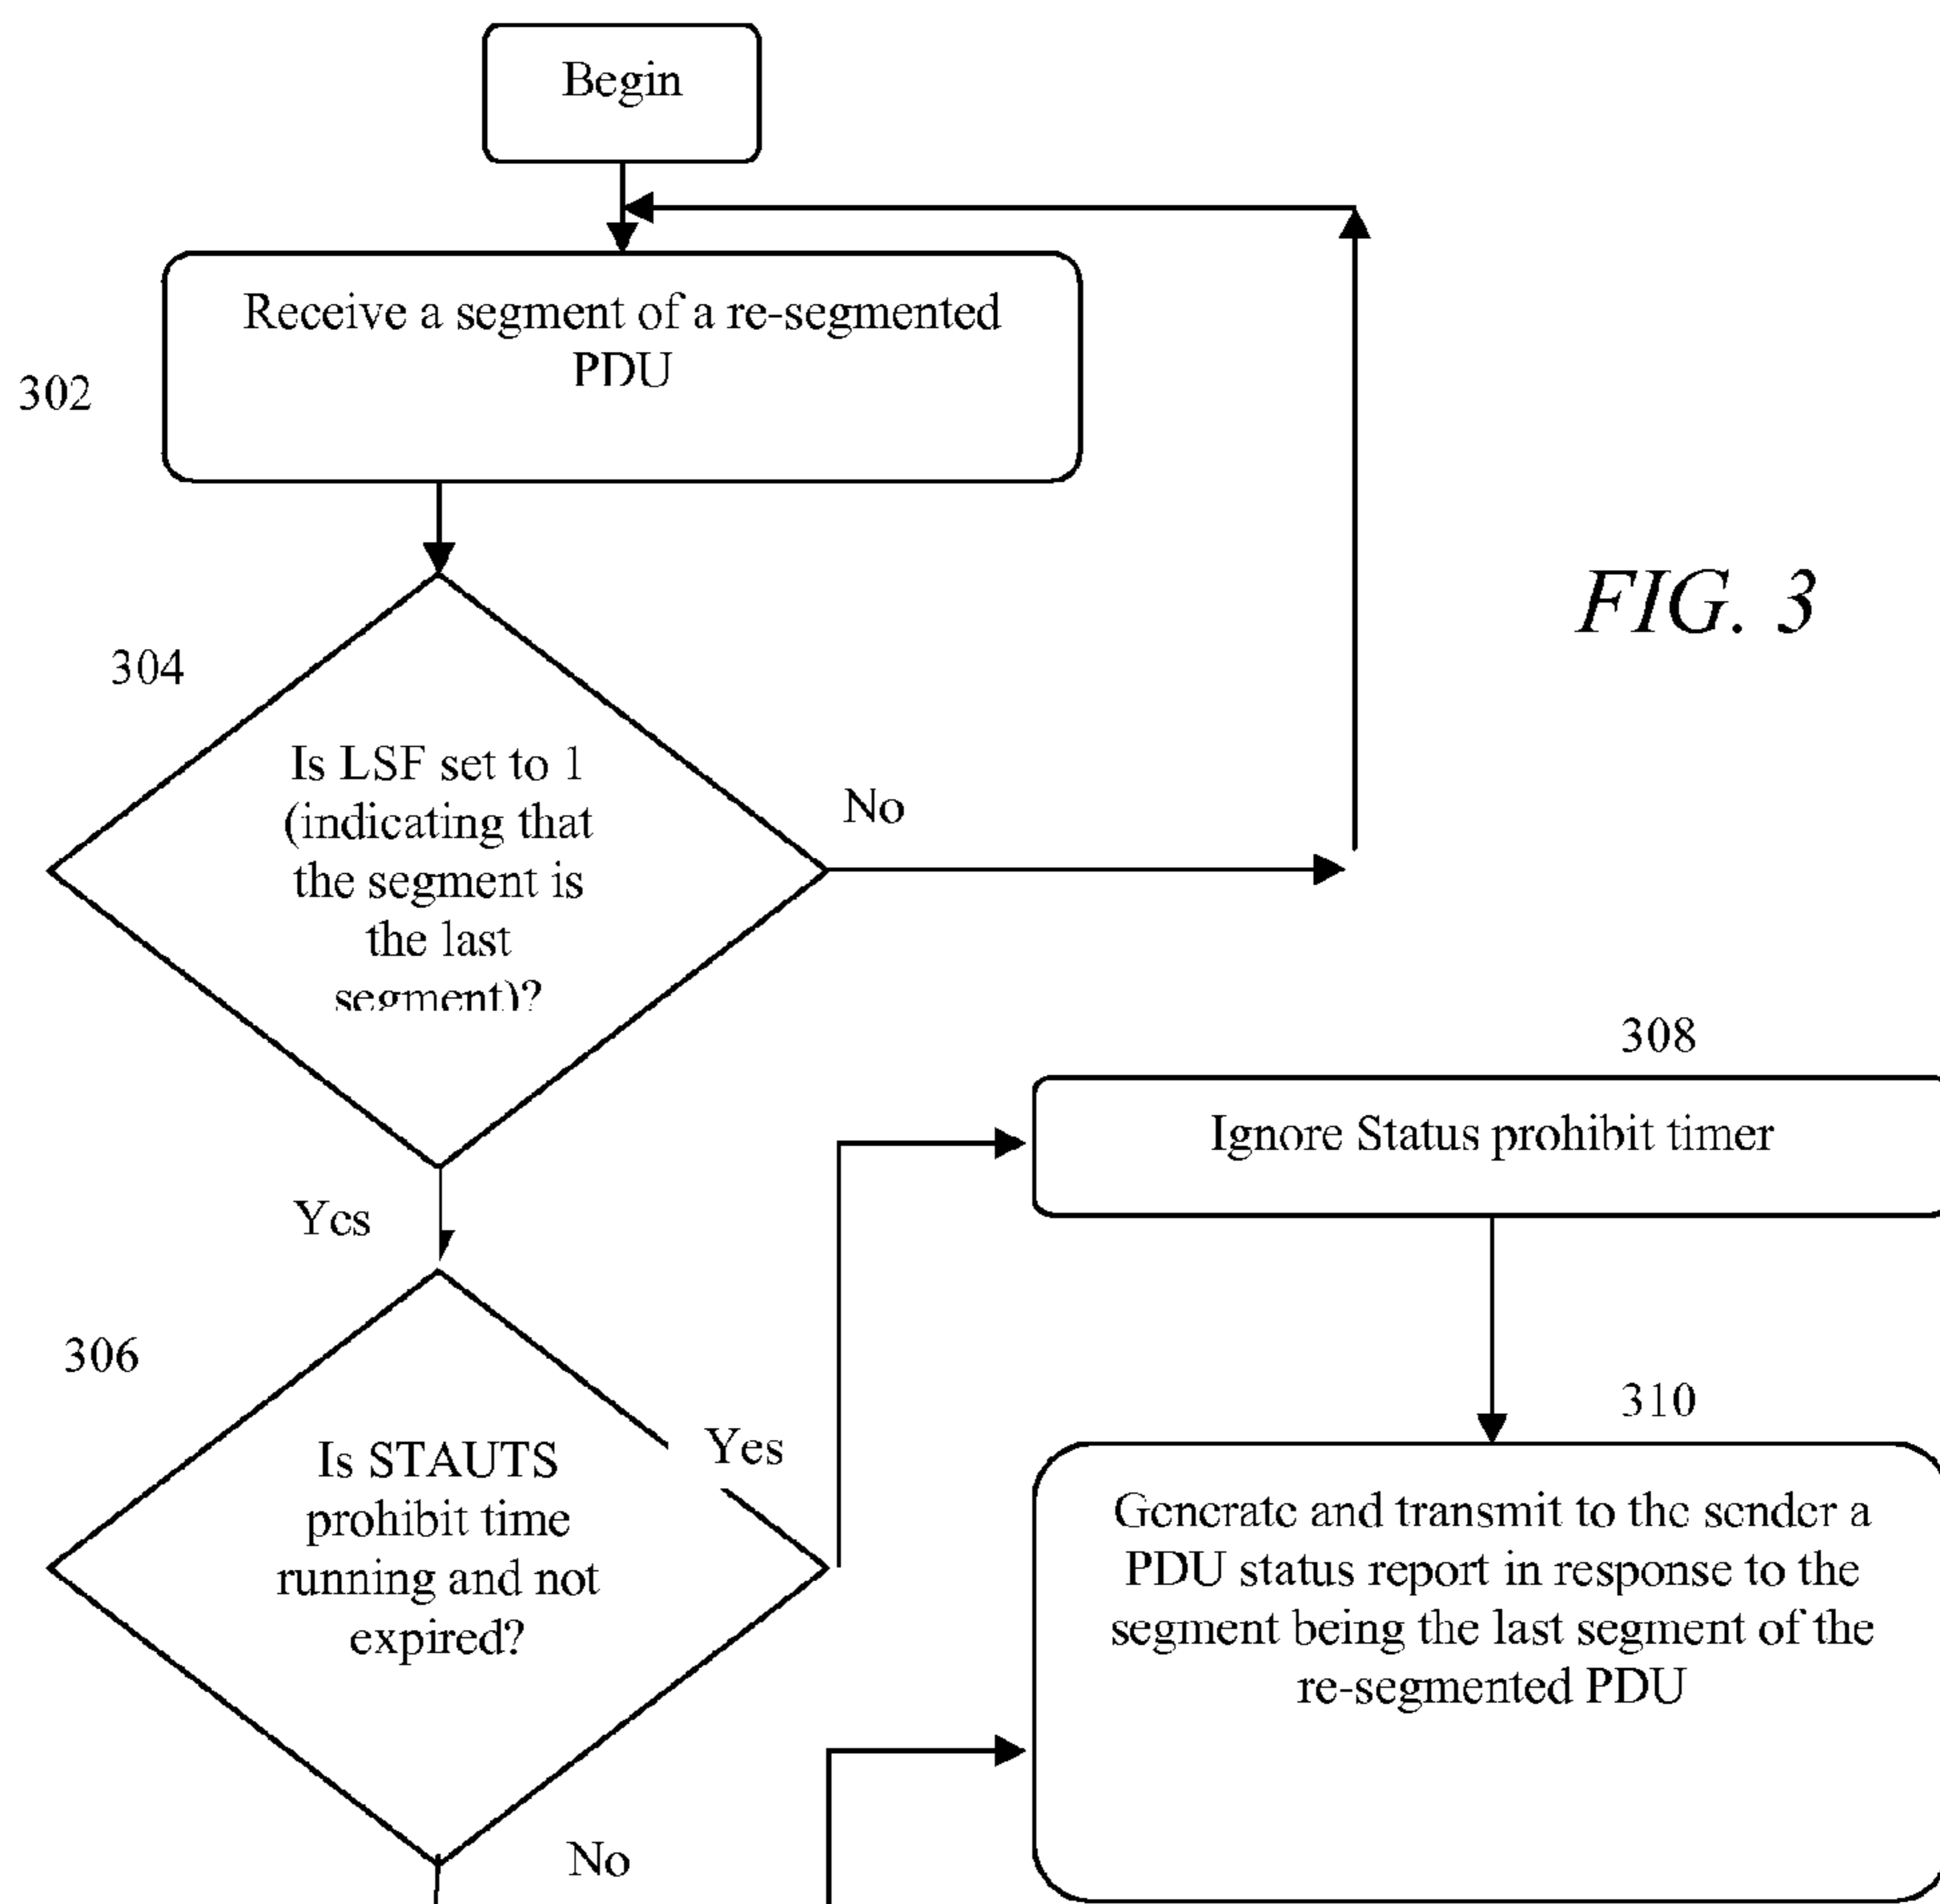 Begin
Receive a segment of a re-segmented
PDU
302
FIG. 3
304
Is LSF set to 1
(indicating that
the segment is
the last
segment)?
No
308
Ignore Status prohibit timer
Yes
306
310
Is STAUTS
prohibit time
running and not
expired?
Yes
Generate and transmit to the sender a
PDU status report in response to the
segment being the last segment of the
re-segmented PDU
No